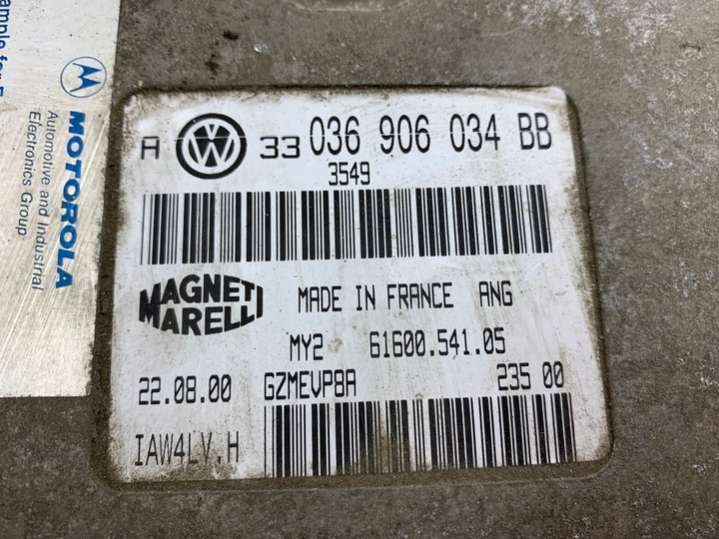 MOTOROLA
Automotive and Industrial
Electronics Group
A VW 33 036 906 034 BB
3549
MAGNETI
MARELLI
MADE IN FRANCE ANG
MY2 61600.541.05
22.08.00 GZMEVP8A 235 00
IAW4LV.H